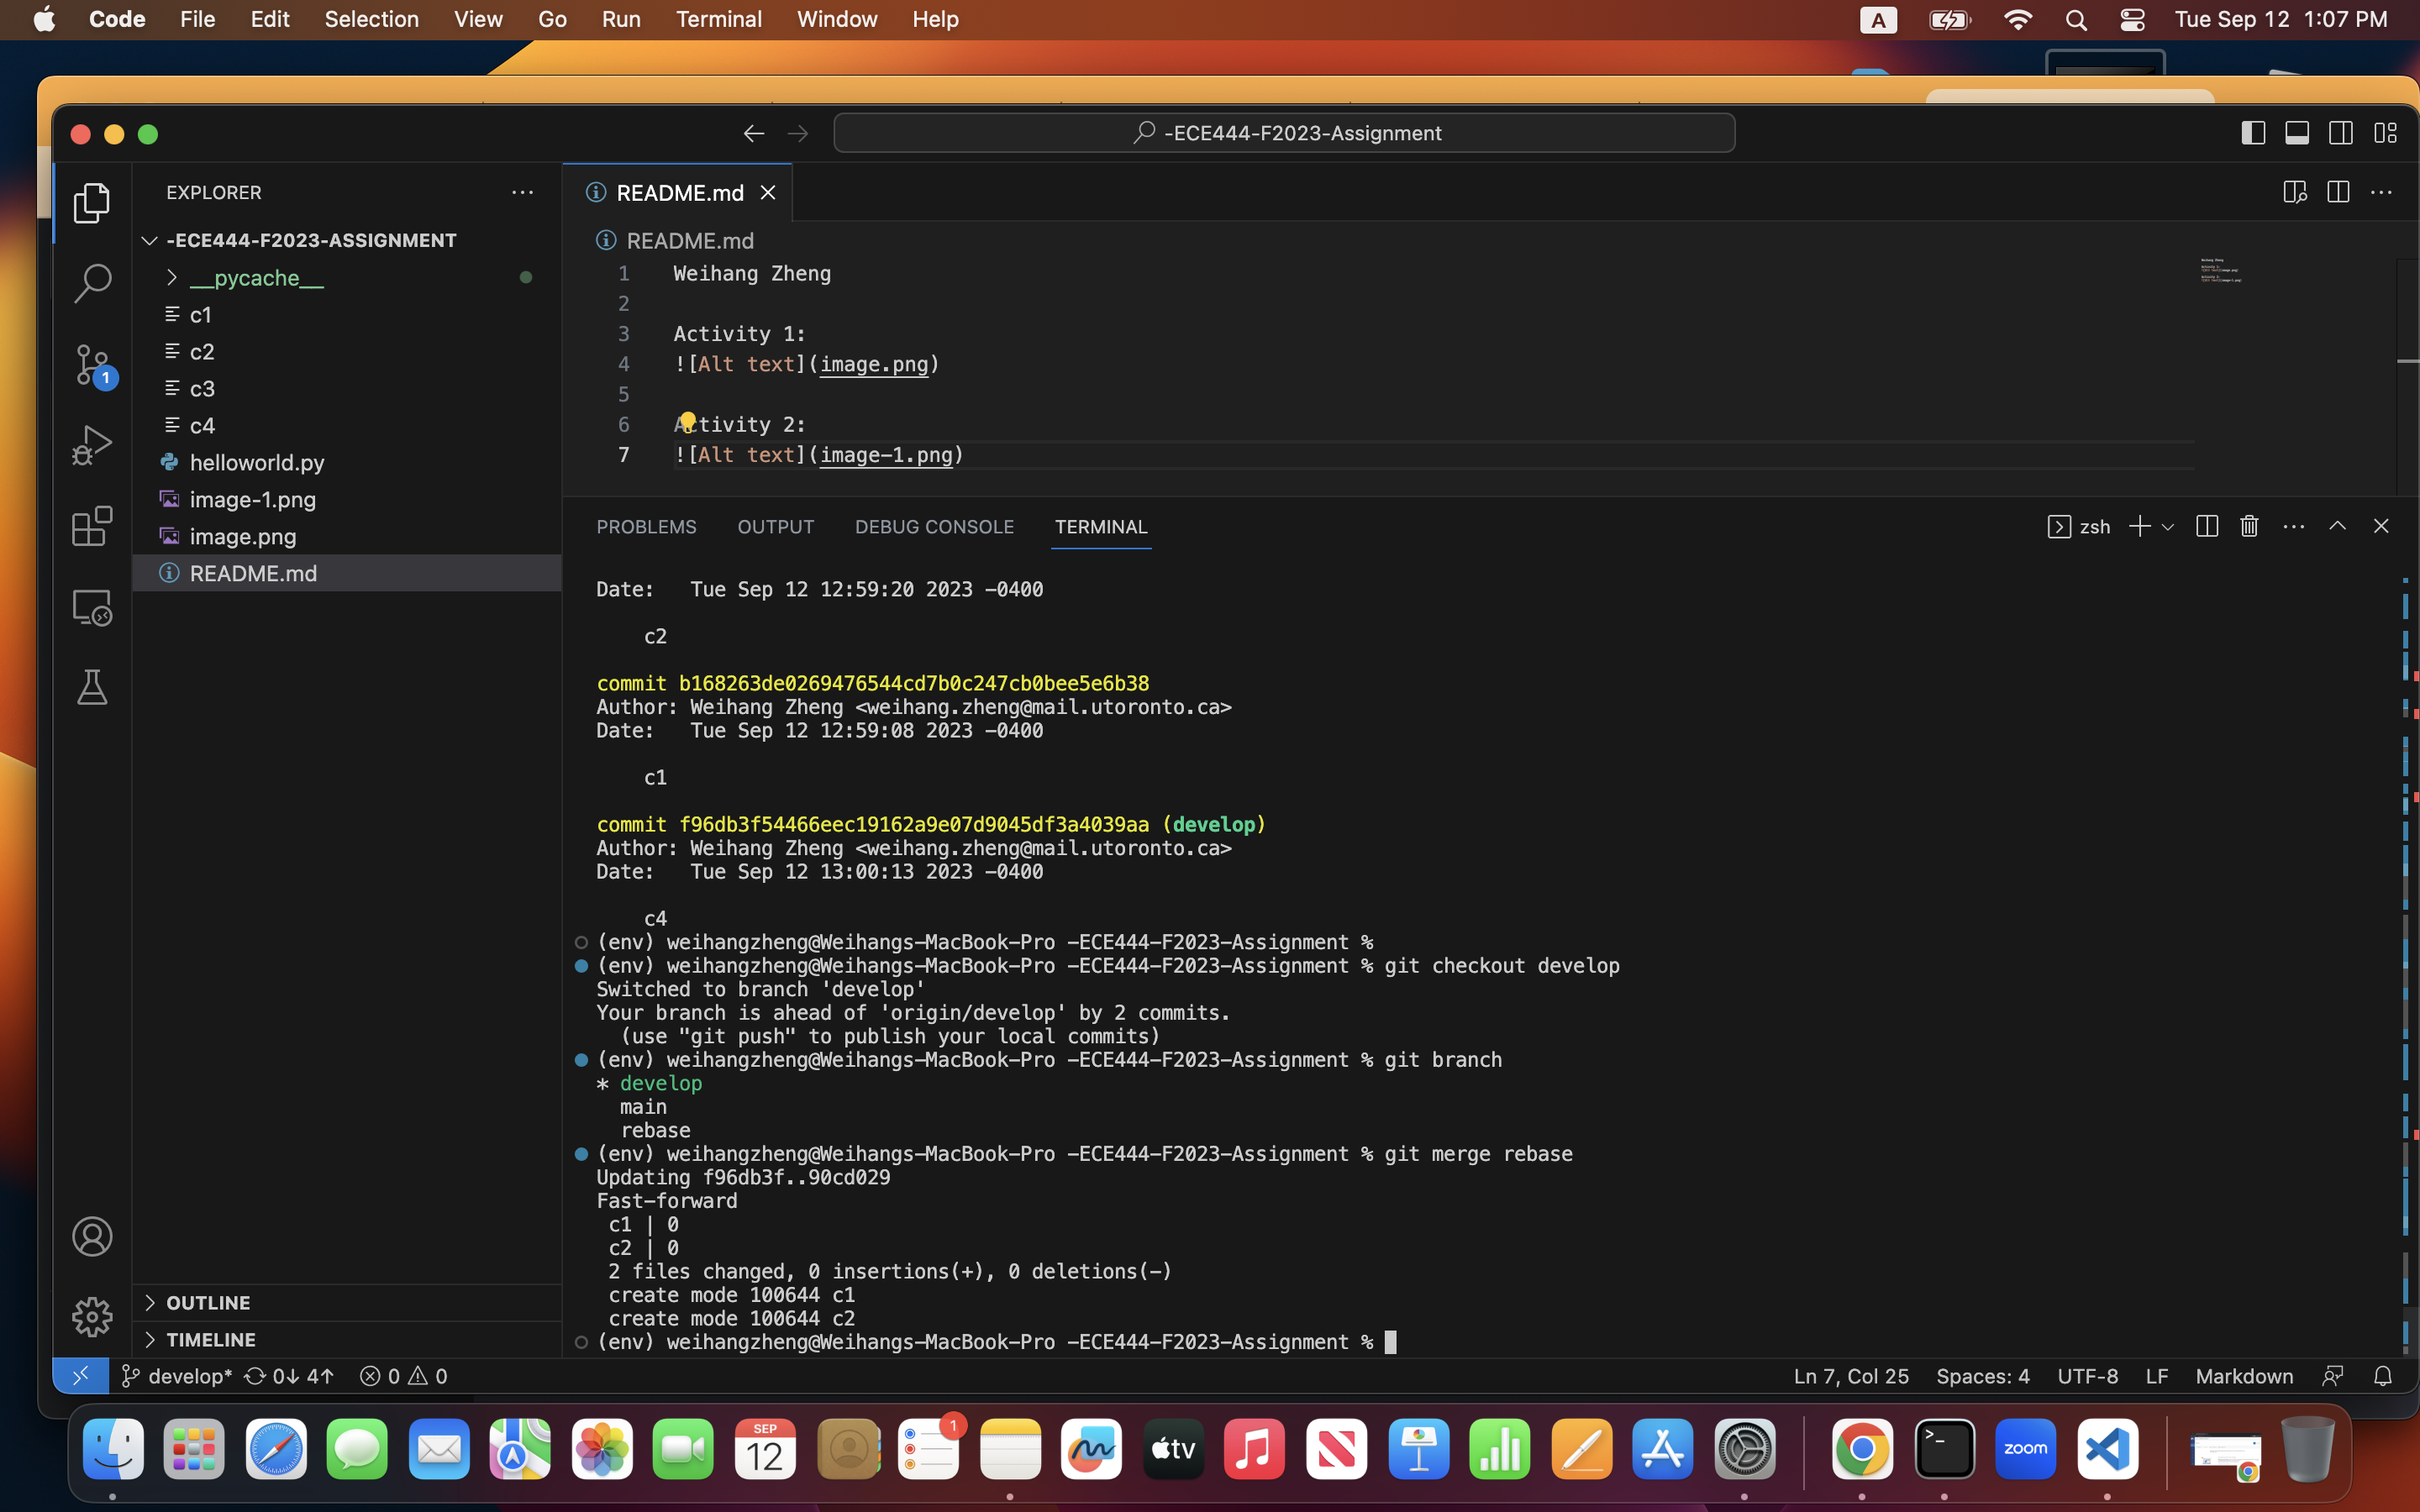 Code File Edit Selection View Go Run Terminal Window Help A Tue Sep 12 1:07 PM
-ECE444-F2023-Assignment
EXPLORER
README.md
-ECE444-F2023-ASSIGNMENT
__pycache__
c1
c2
c3
c4
helloworld.py
image-1.png
image.png
README.md
1
OUTLINE
TIMELINE
README.md
1 Weihang Zheng
2
3 Activity 1:
4 ![Alt text](image.png)
5
6 Activity 2:
7 ![Alt text](image-1.png)
PROBLEMS OUTPUT DEBUG CONSOLE TERMINAL zsh
Date:   Tue Sep 12 12:59:20 2023 -0400
c2
commit b168263de0269476544cd7b0c247cb0bee5e6b38
Author: Weihang Zheng <weihang.zheng@mail.utoronto.ca>
Date:   Tue Sep 12 12:59:08 2023 -0400
c1
commit f96db3f54466eec19162a9e07d9045df3a4039aa (develop)
Author: Weihang Zheng <weihang.zheng@mail.utoronto.ca>
Date:   Tue Sep 12 13:00:13 2023 -0400
c4
(env) weihangzheng@Weihangs-MacBook-Pro -ECE444-F2023-Assignment %
(env) weihangzheng@Weihangs-MacBook-Pro -ECE444-F2023-Assignment % git checkout develop
Switched to branch 'develop'
Your branch is ahead of 'origin/develop' by 2 commits.
(use "git push" to publish your local commits)
(env) weihangzheng@Weihangs-MacBook-Pro -ECE444-F2023-Assignment % git branch
* develop
main
rebase
(env) weihangzheng@Weihangs-MacBook-Pro -ECE444-F2023-Assignment % git merge rebase
Updating f96db3f..90cd029
Fast-forward
c1 | 0
c2 | 0
2 files changed, 0 insertions(+), 0 deletions(-)
create mode 100644 c1
create mode 100644 c2
(env) weihangzheng@Weihangs-MacBook-Pro -ECE444-F2023-Assignment %
develop* 0↓ 4↑ 0 0 Ln 7, Col 25 Spaces: 4 UTF-8 LF Markdown
SEP
12
1
tv
zoom